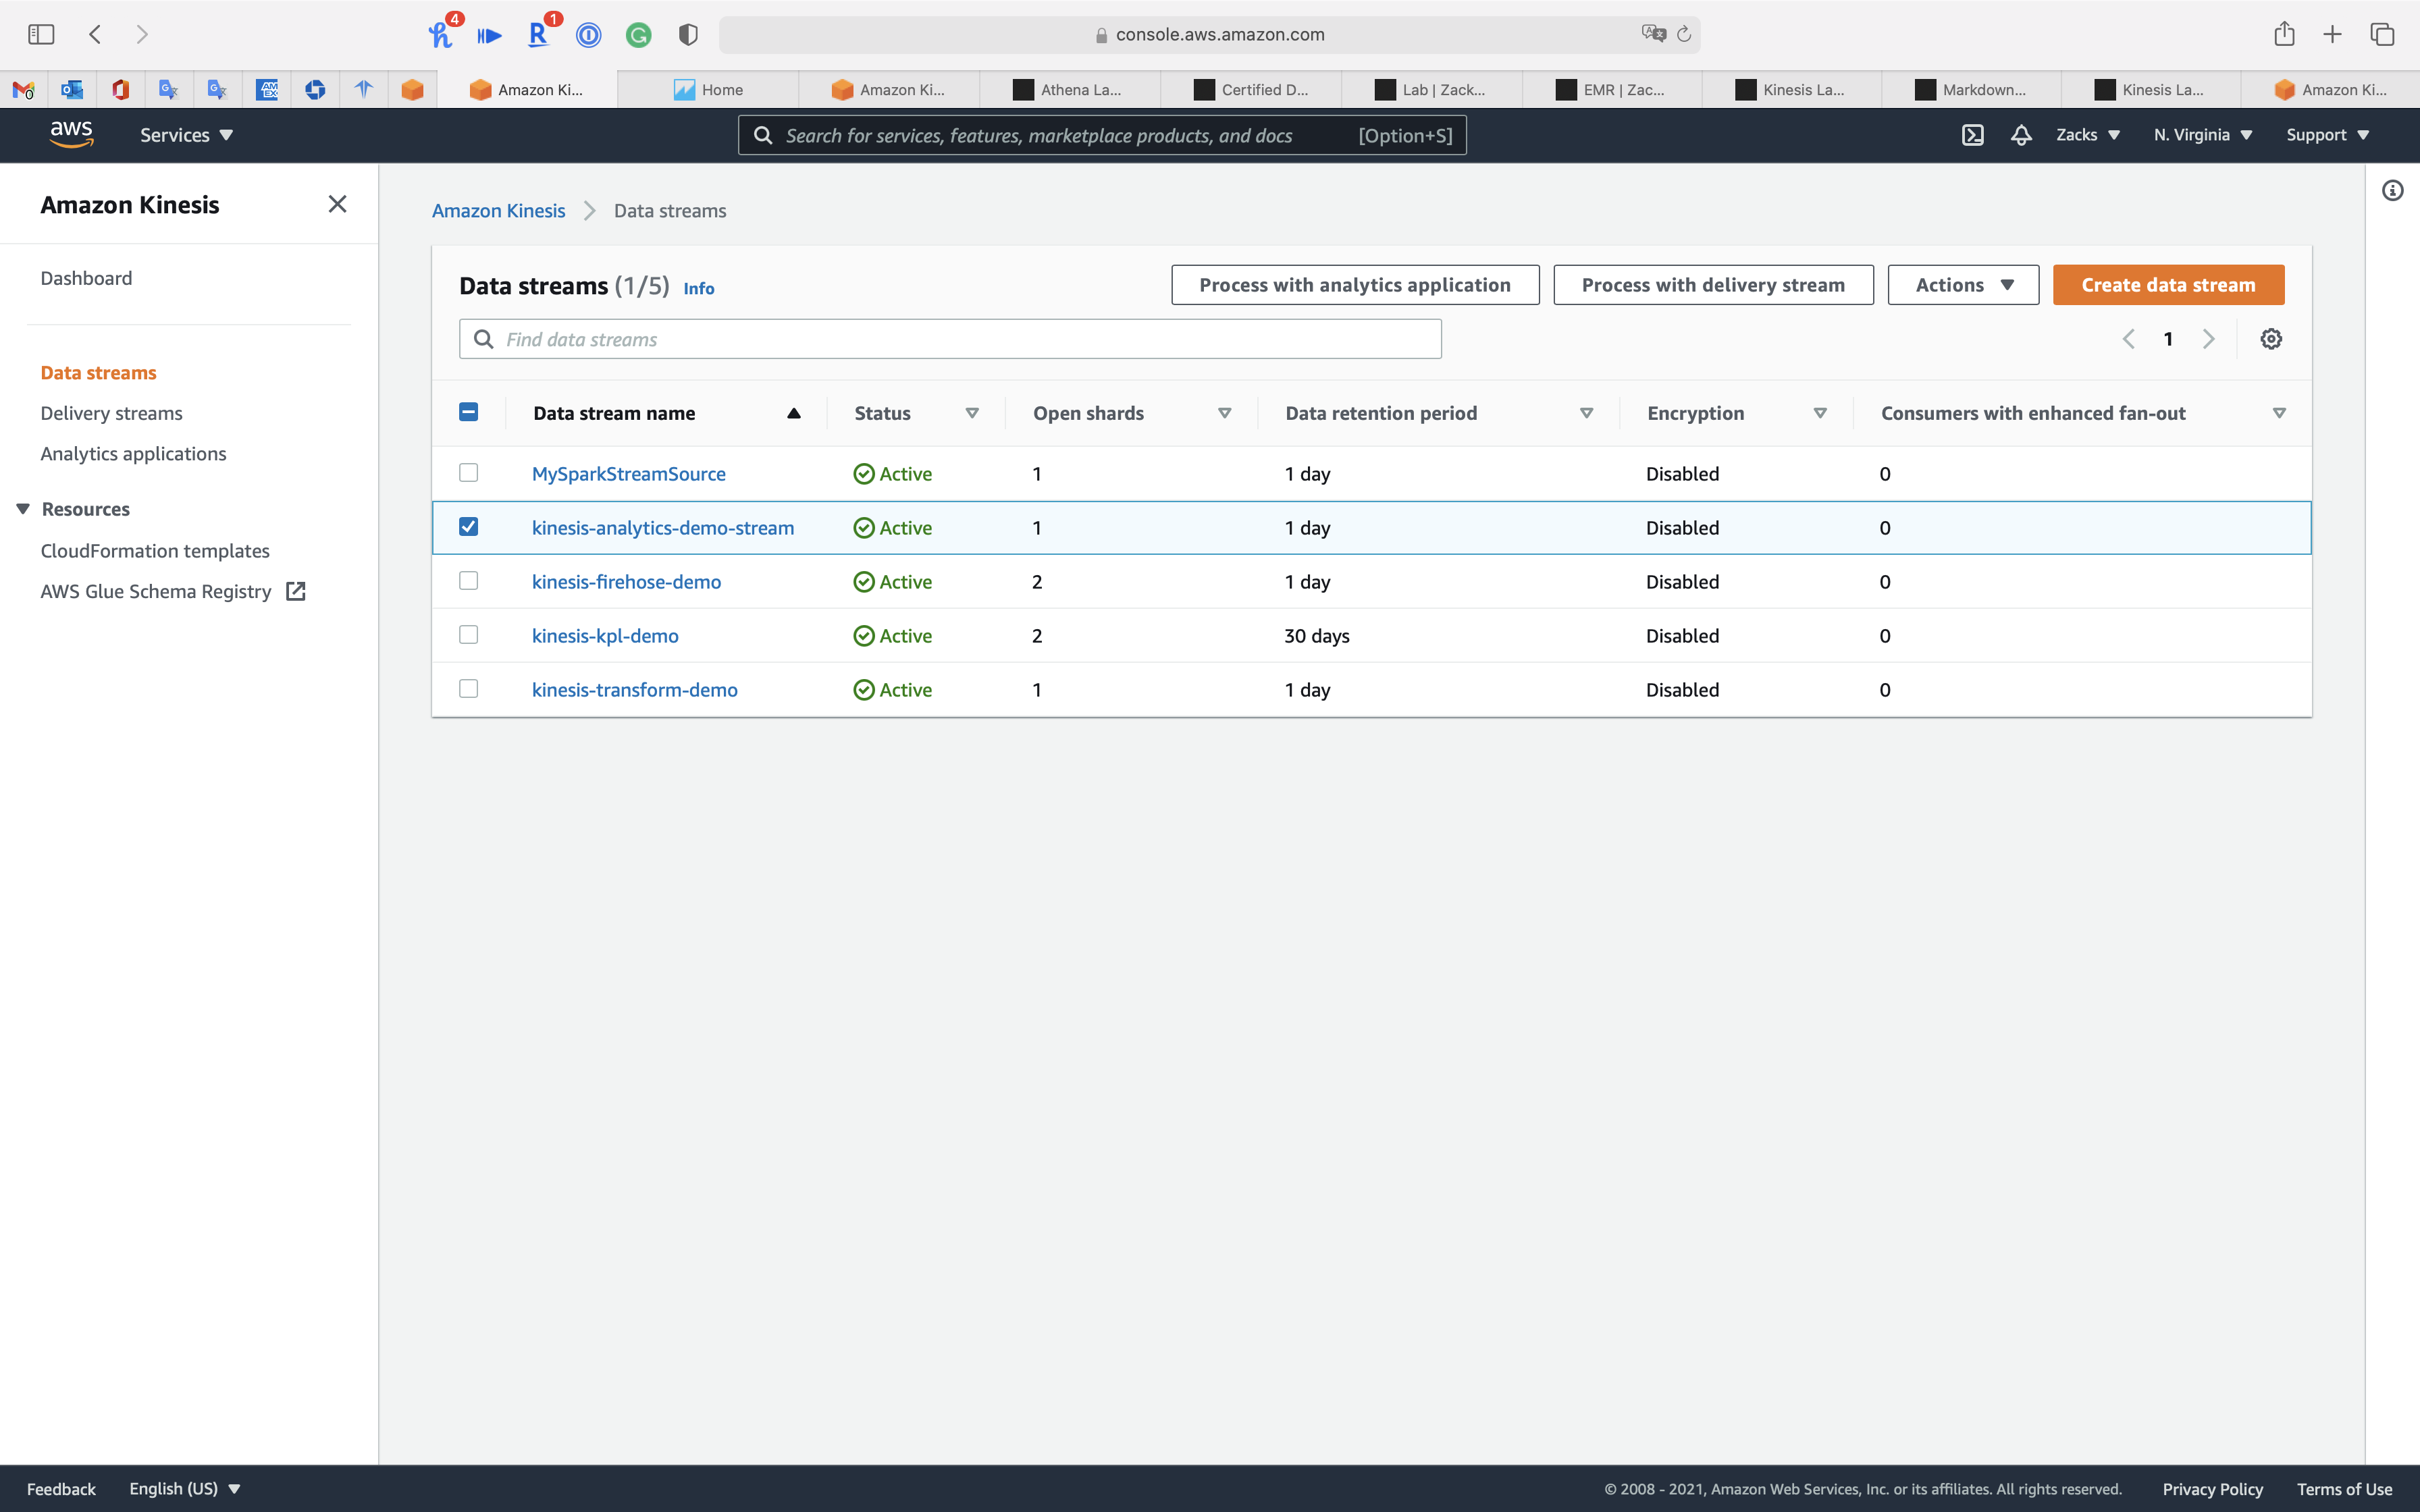 4
1
console.aws.amazon.com
Amazon Ki...
Home
Amazon Ki...
Athena La...
Certified D...
Lab | Zack...
EMR | Zac...
Kinesis La...
Markdown...
Kinesis La...
Amazon Ki...
aws
Services
Search for services, features, marketplace products, and docs [Option+S]
Zacks
N. Virginia
Support
Amazon Kinesis
Dashboard
Data streams
Delivery streams
Analytics applications
Resources
CloudFormation templates
AWS Glue Schema Registry
Amazon Kinesis > Data streams
Data streams (1/5) Info
Process with analytics application
Process with delivery stream
Actions
Create data stream
Find data streams
1
Data stream name Status Open shards Data retention period Encryption Consumers with enhanced fan-out
MySparkStreamSource Active 1 1 day Disabled 0
kinesis-analytics-demo-stream Active 1 1 day Disabled 0
kinesis-firehose-demo Active 2 1 day Disabled 0
kinesis-kpl-demo Active 2 30 days Disabled 0
kinesis-transform-demo Active 1 1 day Disabled 0
Feedback
English (US)
© 2008 - 2021, Amazon Web Services, Inc. or its affiliates. All rights reserved.
Privacy Policy
Terms of Use